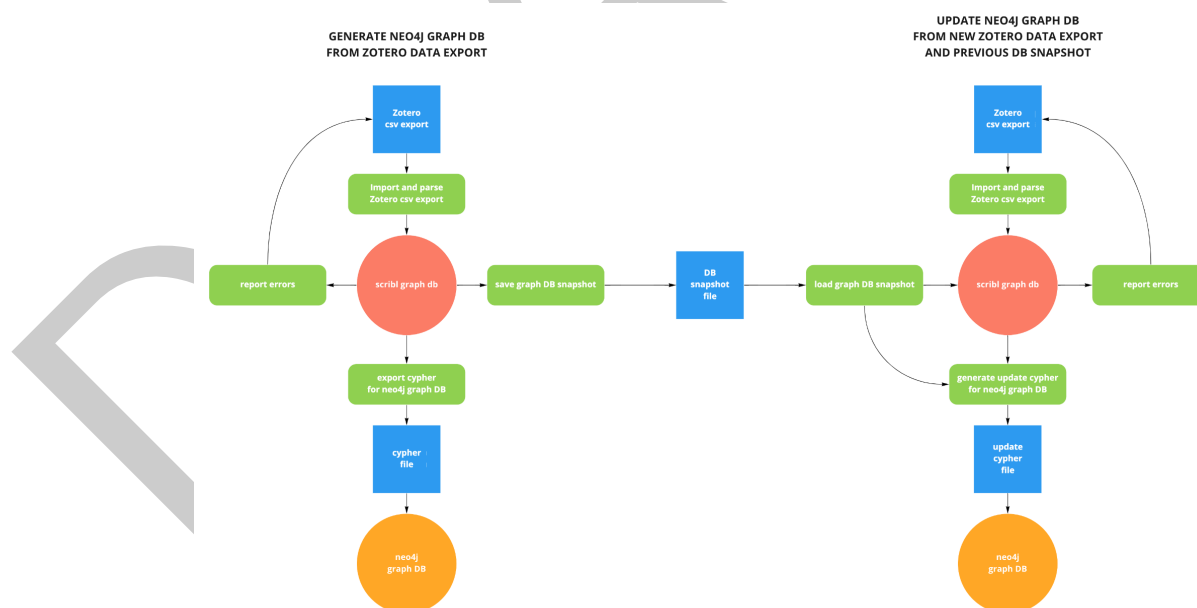 GENERATE NEO4J GRAPH DB
FROM ZOTERO DATA EXPORT
Zotero
csv export
Import and parse
Zotero csv export
report errors
scribl graph db
save graph DB snapshot
export cypher
for neo4j graph DB
cypher
file
neo4j
graph DB
DB
snapshot
file
UPDATE NEO4J GRAPH DB
FROM NEW ZOTERO DATA EXPORT
AND PREVIOUS DB SNAPSHOT
Zotero
csv export
Import and parse
Zotero csv export
load graph DB snapshot
scribl graph db
report errors
generate update cypher
for neo4j graph DB
update
cypher
file
neo4j
graph DB